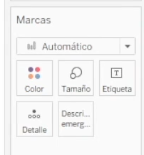 Marcas
Automático
Color
Tamaño
Etiqueta
Detalle
Descri...
emerg...